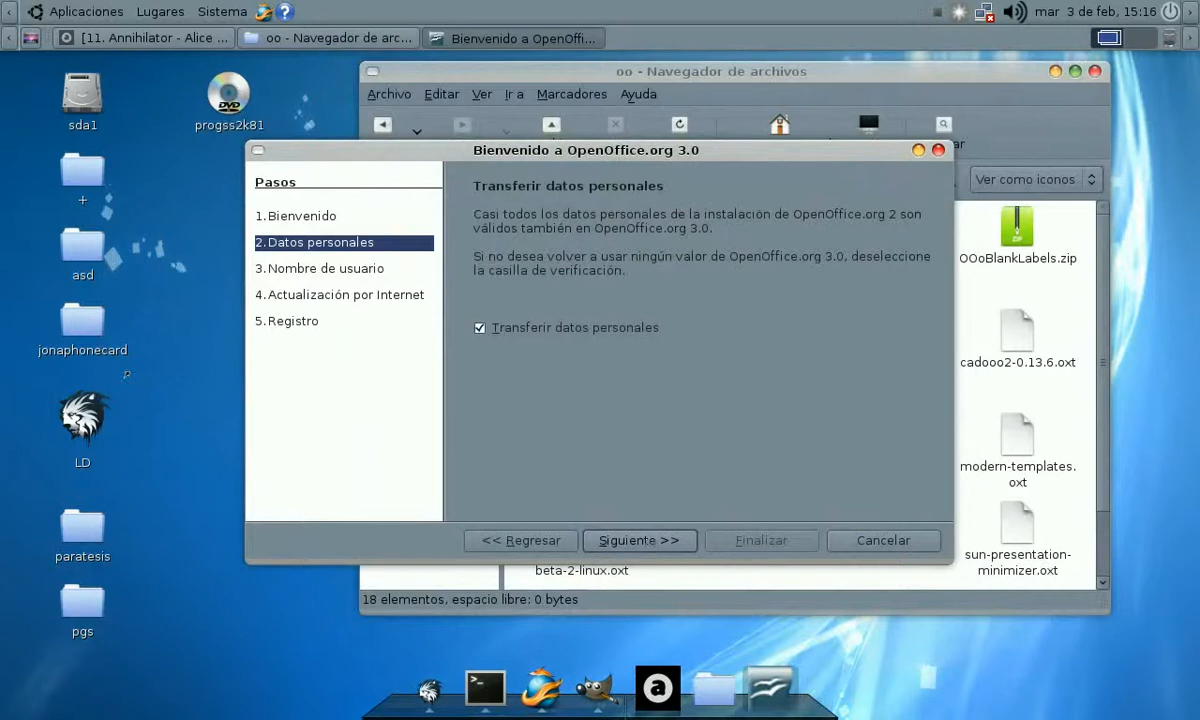 Aplicaciones Lugares Sistema
mar 3 de feb, 15:16
[11. Annihilator - Alice ...
oo - Navegador de arc...
Bienvenido a OpenOffi...
sda1
DVD
progss2k81
+
asd
jonaphonecard
LD
paratesis
pgs
oo - Navegador de archivos
Archivo Editar Ver Ir a Marcadores Ayuda
Ver como iconos
ZIP
OOoBlankLabels.zip
cadooo2-0.13.6.oxt
modern-templates.
oxt
sun-presentation-
minimizer.oxt
beta-2-linux.oxt
18 elementos, espacio libre: 0 bytes
Bienvenido a OpenOffice.org 3.0
Pasos
1.Bienvenido
2.Datos personales
3.Nombre de usuario
4.Actualización por Internet
5.Registro
Transferir datos personales
Casi todos los datos personales de la instalación de OpenOffice.org 2 son
válidos también en OpenOffice.org 3.0.
Si no desea volver a usar ningún valor de OpenOffice.org 3.0, deseleccione
la casilla de verificación.
Transferir datos personales
<< Regresar
Siguiente >>
Finalizar
Cancelar
>_
a